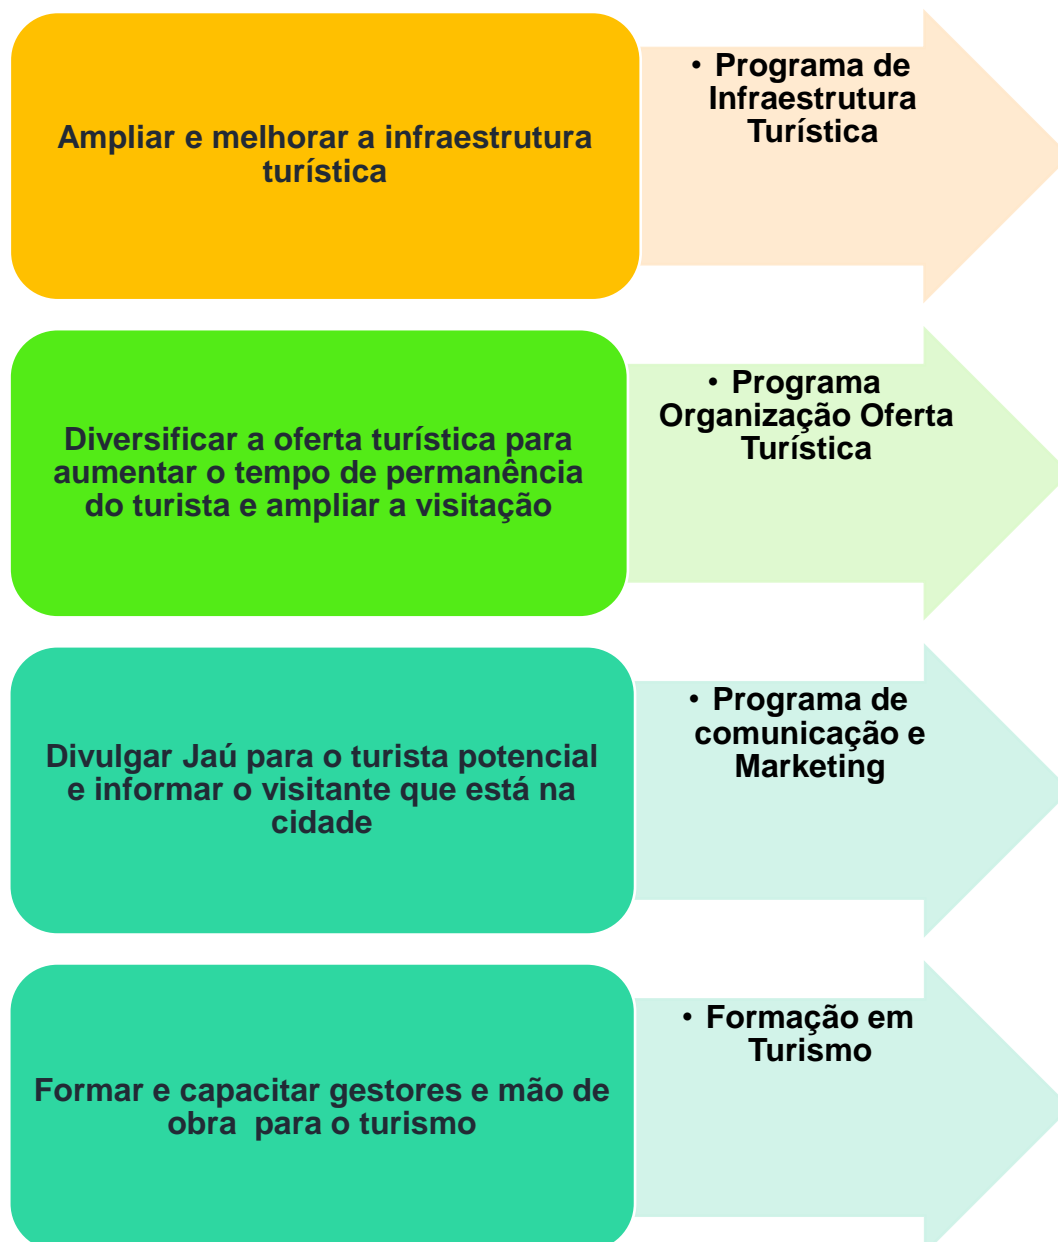 Ampliar e melhorar a infraestrutura
turística
• Programa de
Infraestrutura
Turística
Diversificar a oferta turística para
aumentar o tempo de permanência
do turista e ampliar a visitação
• Programa
Organização Oferta
Turística
Divulgar Jaú para o turista potencial
e informar o visitante que está na
cidade
• Programa de
comunicação e
Marketing
Formar e capacitar gestores e mão de
obra  para o turismo
• Formação em
Turismo